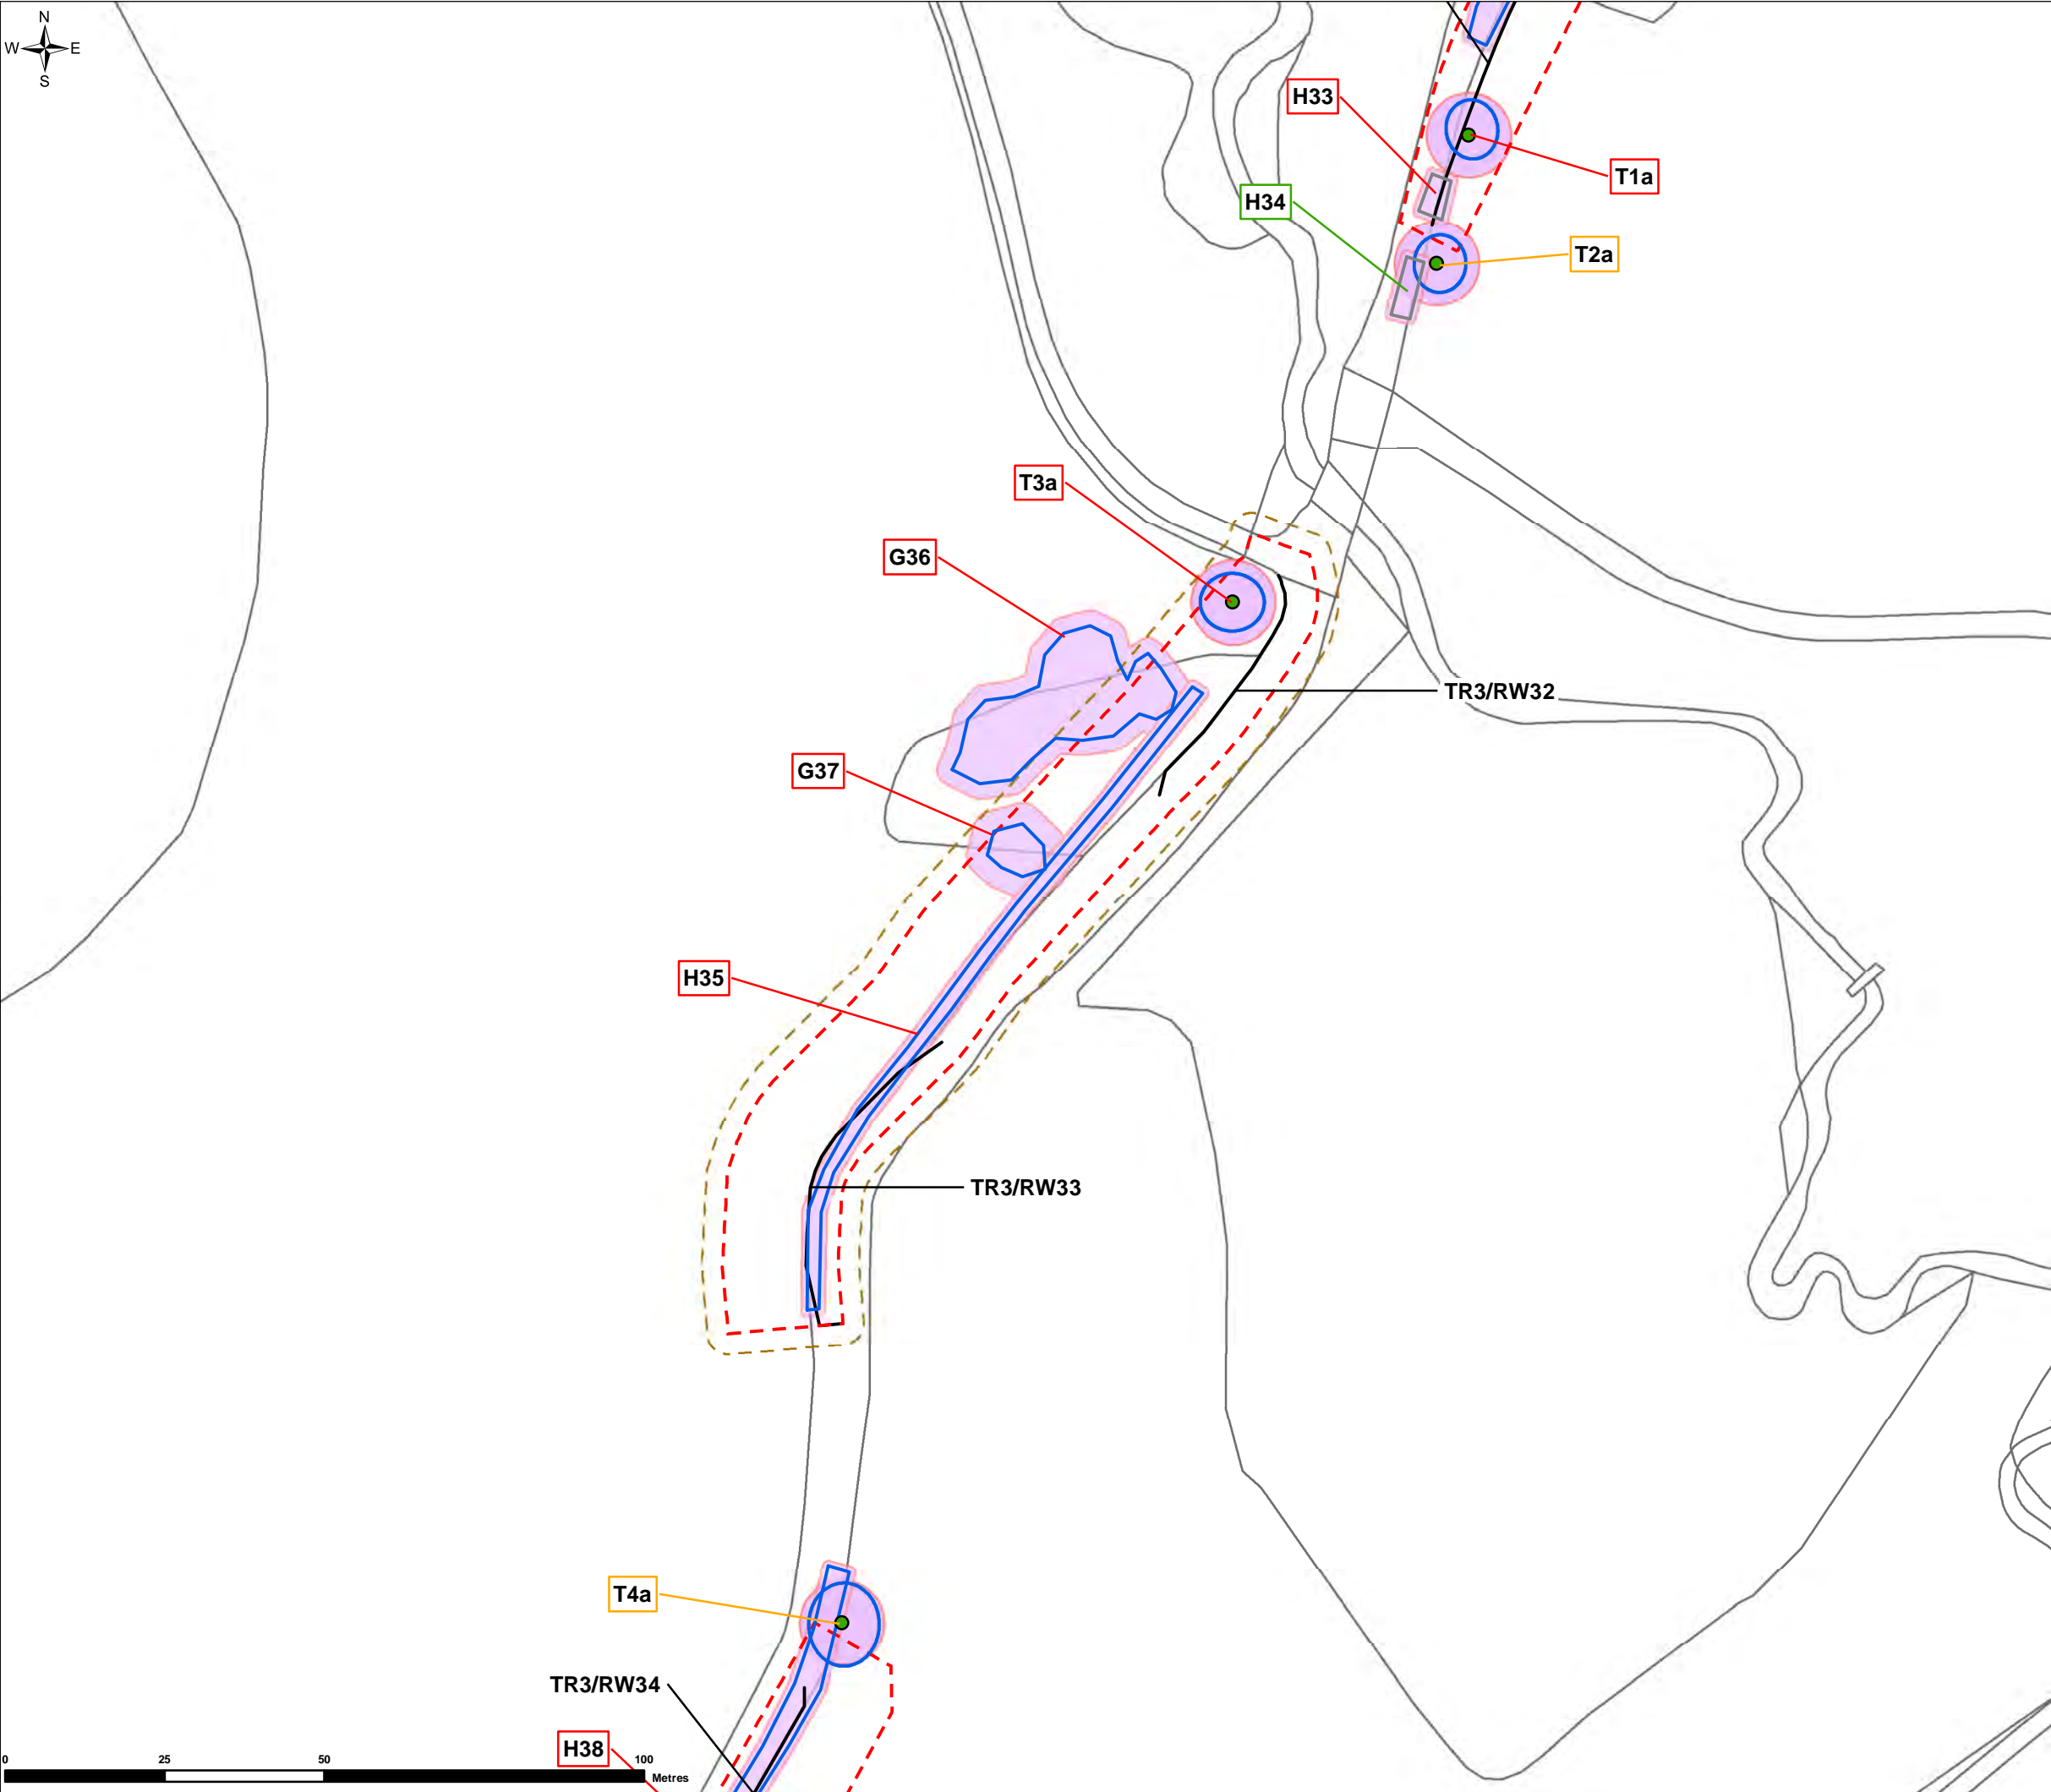 N
W E
S
H33
T1a
H34
T2a
T3a
G36
TR3/RW32
G37
H35
TR3/RW33
T4a
TR3/RW34
H38
0 25 50 100
Metres